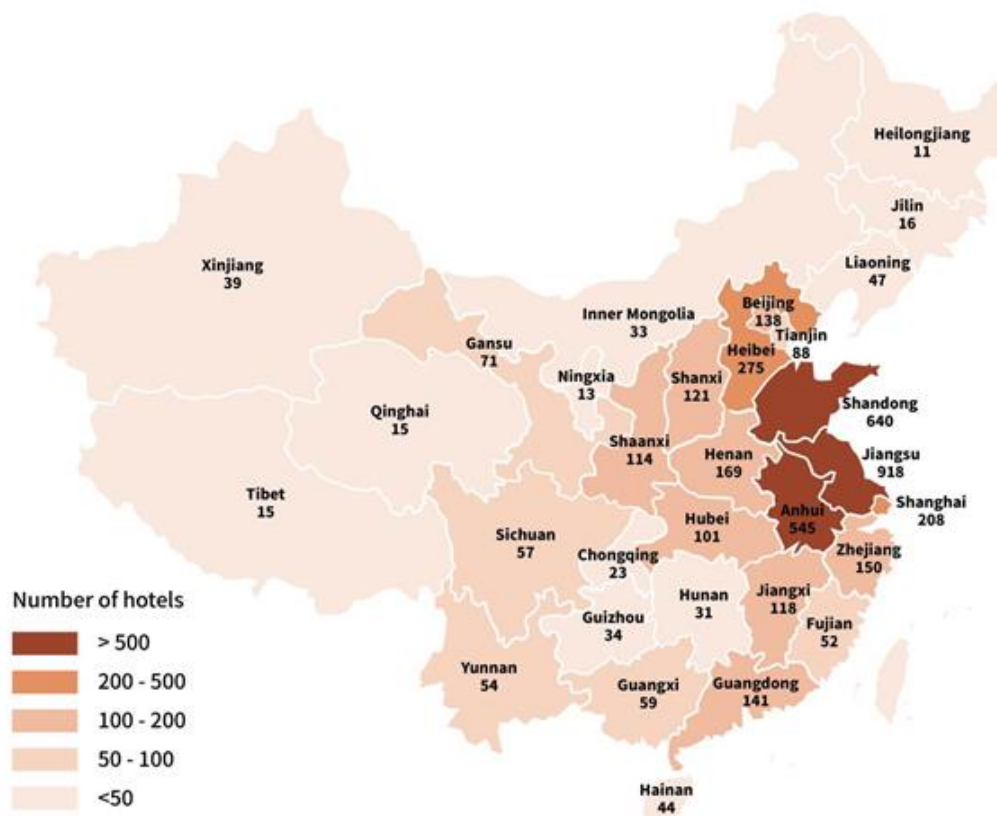 Heilongjiang
11
Jilin
16
Liaoning
47
Xinjiang
39
Inner Mongolia
33
Beijing
138
Tianjin
88
Gansu
71
Heibei
275
Ningxia
13
Shanxi
121
Qinghai
15
Shandong
640
Shaanxi
114
Henan
169
Jiangsu
918
Tibet
15
Shanghai
208
Anhui
545
Hubei
101
Sichuan
57
Zhejiang
150
Chongqing
23
Hunan
31
Jiangxi
118
Guizhou
34
Fujian
52
Yunnan
54
Guangxi
59
Guangdong
141
Hainan
44
Number of hotels
> 500
200 - 500
100 - 200
50 - 100
<50